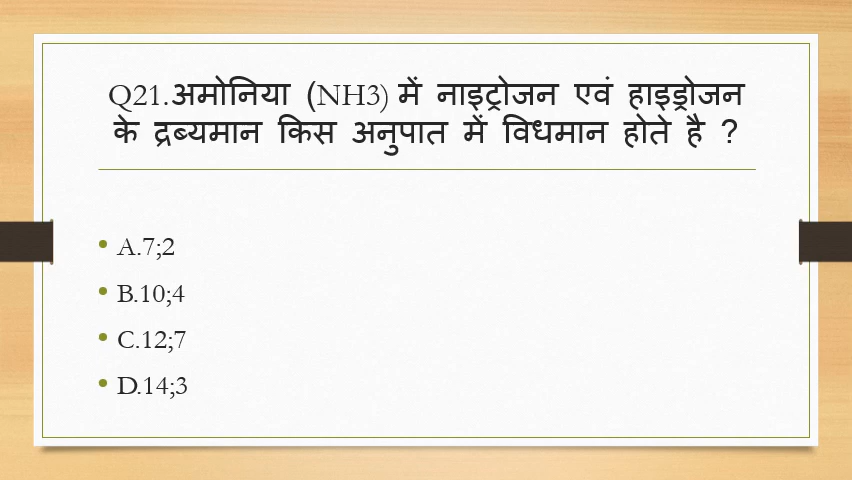 Q21.अमोनिया (NH3) में नाइट्रोजन एवं हाइड्रोजन
के द्रब्यमान किस अनुपात में विधमान होते है ?
• A.7;2
• B.10;4
• C.12;7
• D.14;3